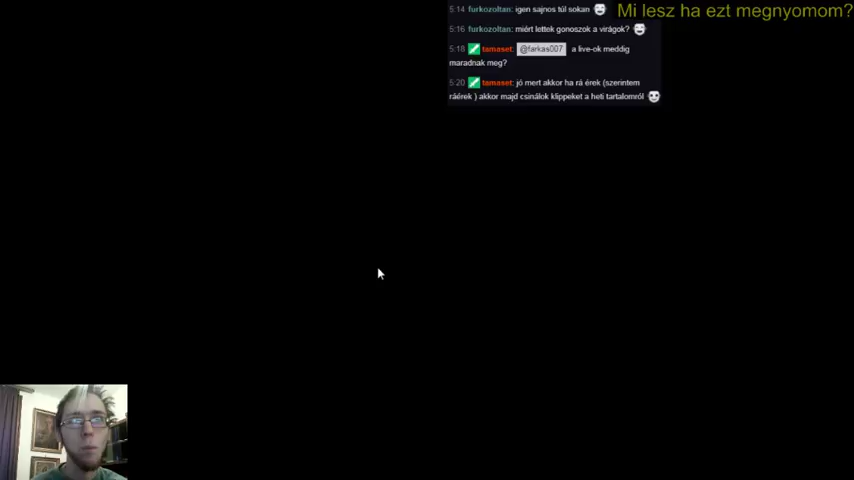 Mi lesz ha ezt megnyomom?
5:14 furkozoltan: igen sajnos túl sokan
5:16 furkozoltan: miért lettek gonoszok a virágok?
5:18 tamaset: @farkas007 a live-ok meddig
maradnak meg?
5:20 tamaset: jó mert akkor ha rá érek (szerintem
ráérek ) akkor majd csinálok klippeket a heti tartalomról